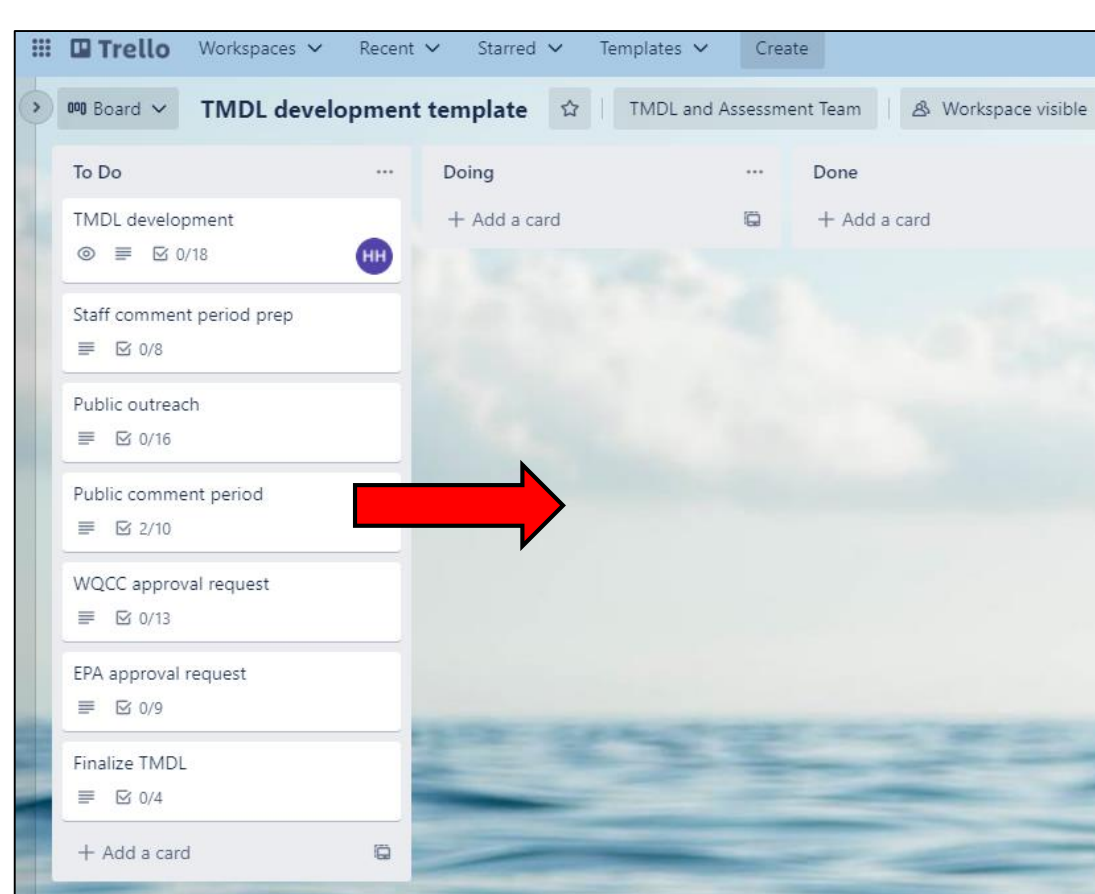 Trello Workspaces Recent Starred Templates Create
Board TMDL development template TMDL and Assessment Team Workspace visible
To Do
TMDL development
0/18 HH
Staff comment period prep
0/8
Public outreach
0/16
Public comment period
2/10
WQCC approval request
0/13
EPA approval request
0/9
Finalize TMDL
0/4
+ Add a card
Doing
+ Add a card
Done
+ Add a card